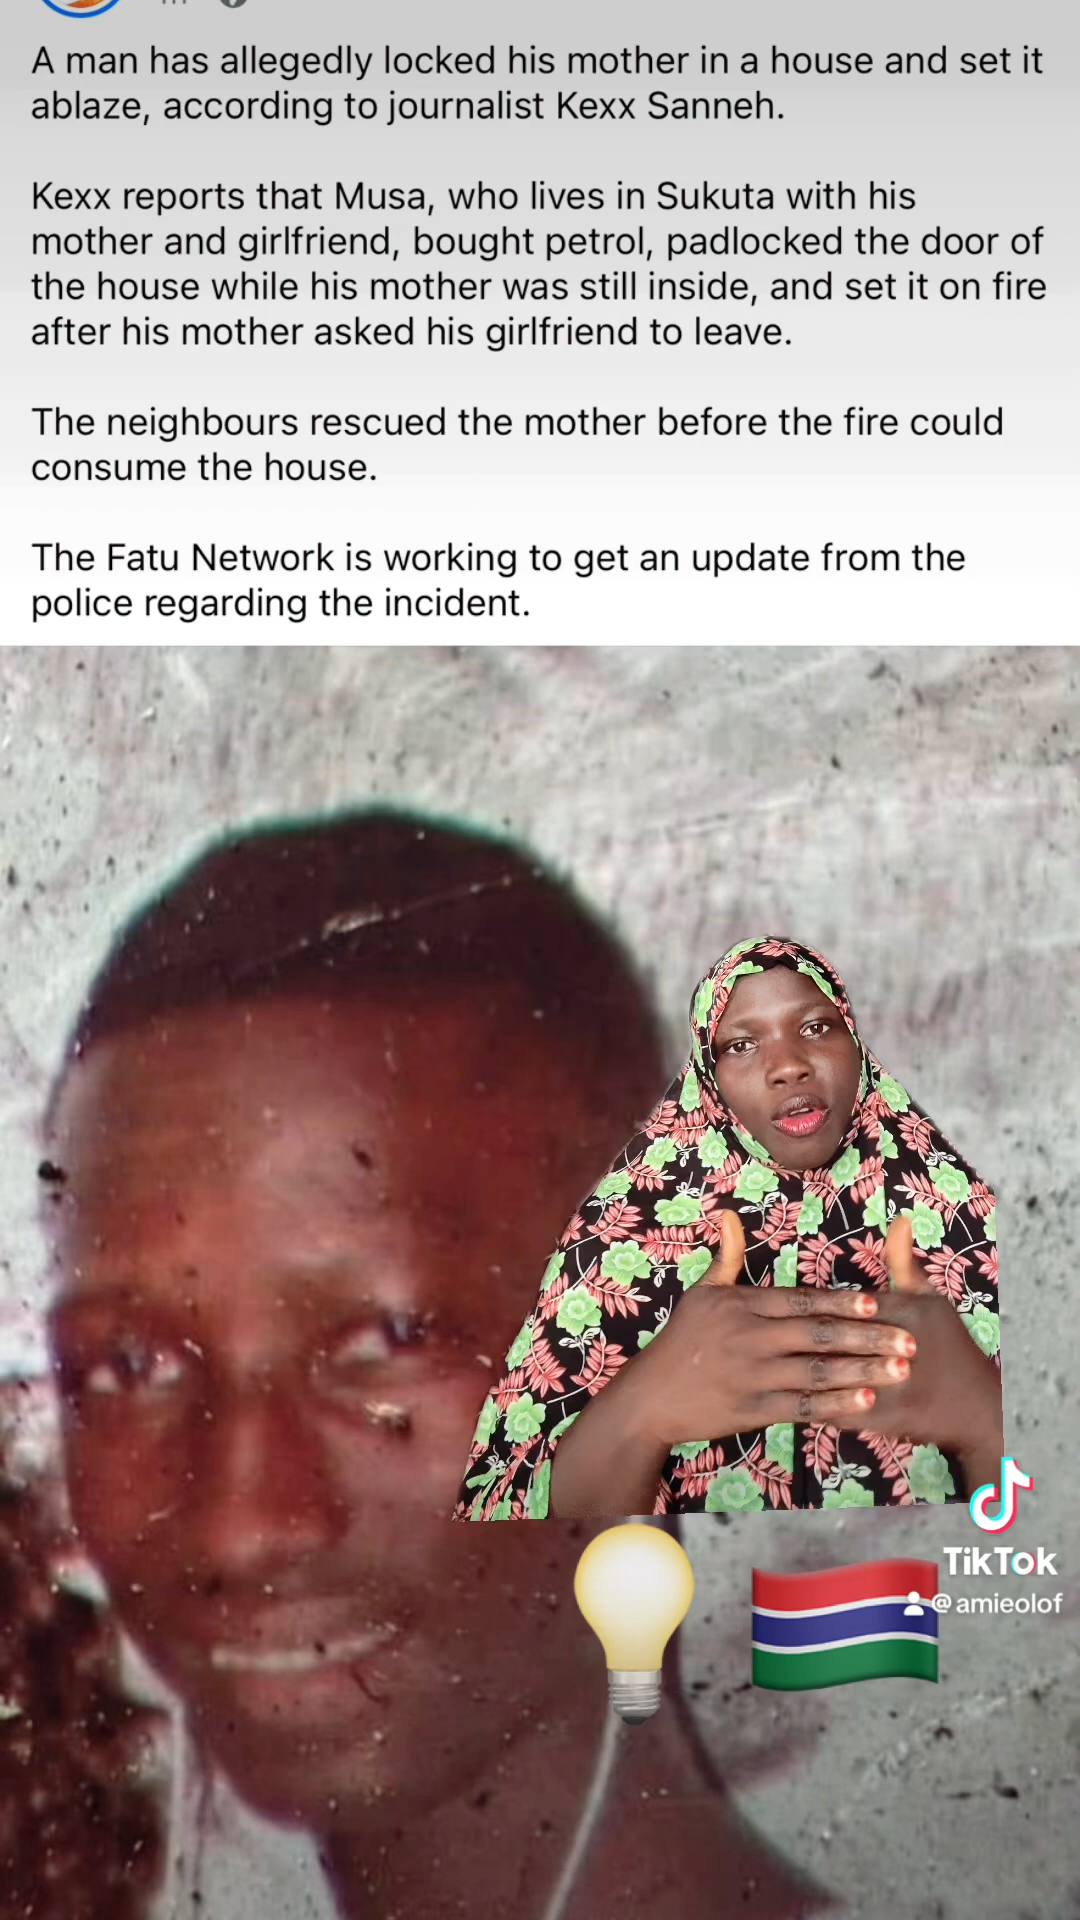 A man has allegedly locked his mother in a house and set it
ablaze, according to journalist Kexx Sanneh.
Kexx reports that Musa, who lives in Sukuta with his
mother and girlfriend, bought petrol, padlocked the door of
the house while his mother was still inside, and set it on fire
after his mother asked his girlfriend to leave.
The neighbours rescued the mother before the fire could
consume the house.
The Fatu Network is working to get an update from the
police regarding the incident.
TikTok
@amieolof